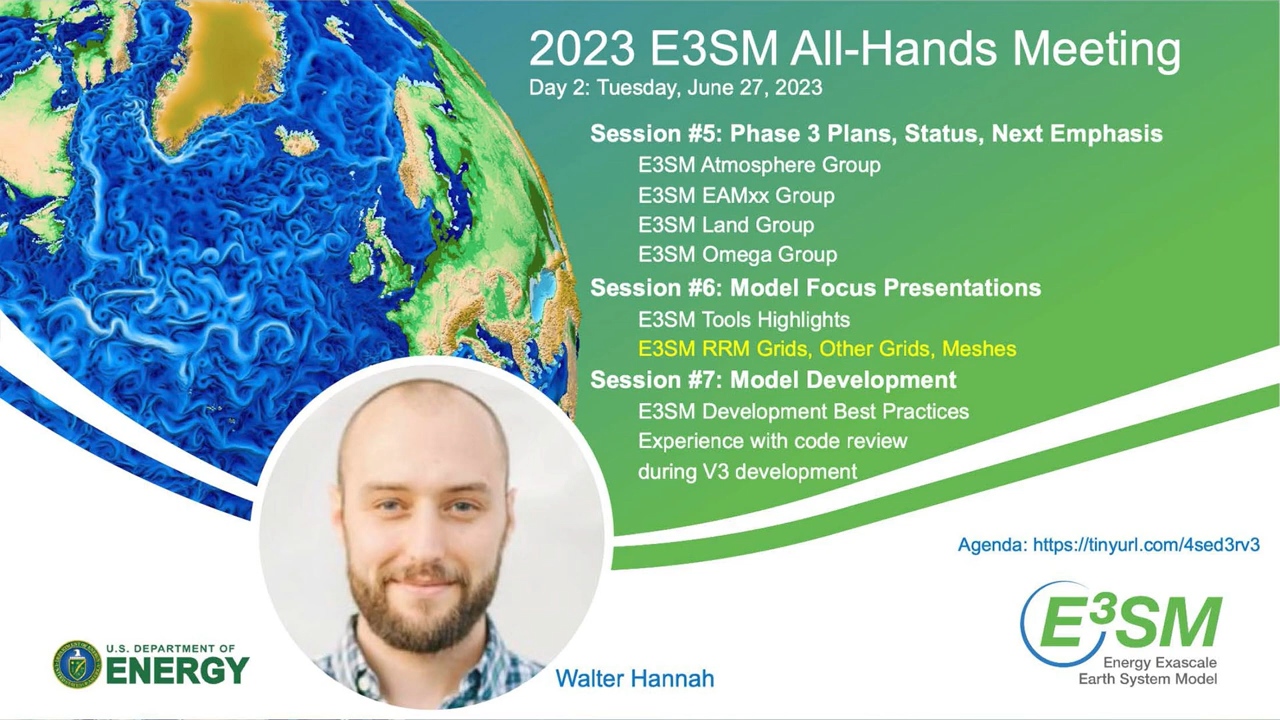 2023 E3SM All-Hands Meeting
Day 2: Tuesday, June 27, 2023
Session #5: Phase 3 Plans, Status, Next Emphasis
E3SM Atmosphere Group
E3SM EAMxx Group
E3SM Land Group
E3SM Omega Group
Session #6: Model Focus Presentations
E3SM Tools Highlights
E3SM RRM Grids, Other Grids, Meshes
Session #7: Model Development
E3SM Development Best Practices
Experience with code review
during V3 development
Agenda: https://tinyurl.com/4sed3rv3
E³SM
Energy Exascale
Earth System Model
U.S. DEPARTMENT OF
ENERGY
Walter Hannah